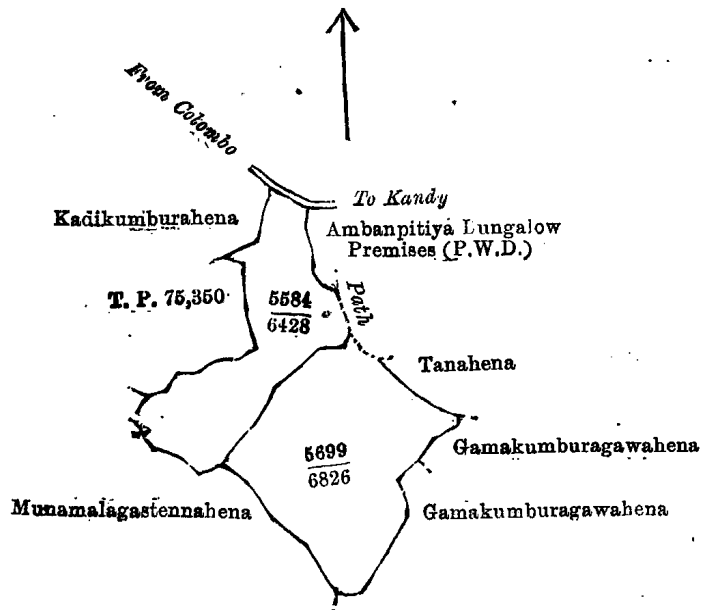 From Colombo
To Kandy
Kadikumburahena
Ambanpitiya Lungalow
Premises (P.W.D.)
T. P. 75,350
5584
6428
Path
Tanahena
5699
6826
Gamakumburagawahena
Munamalagastennahena
Gamakumburagawahena